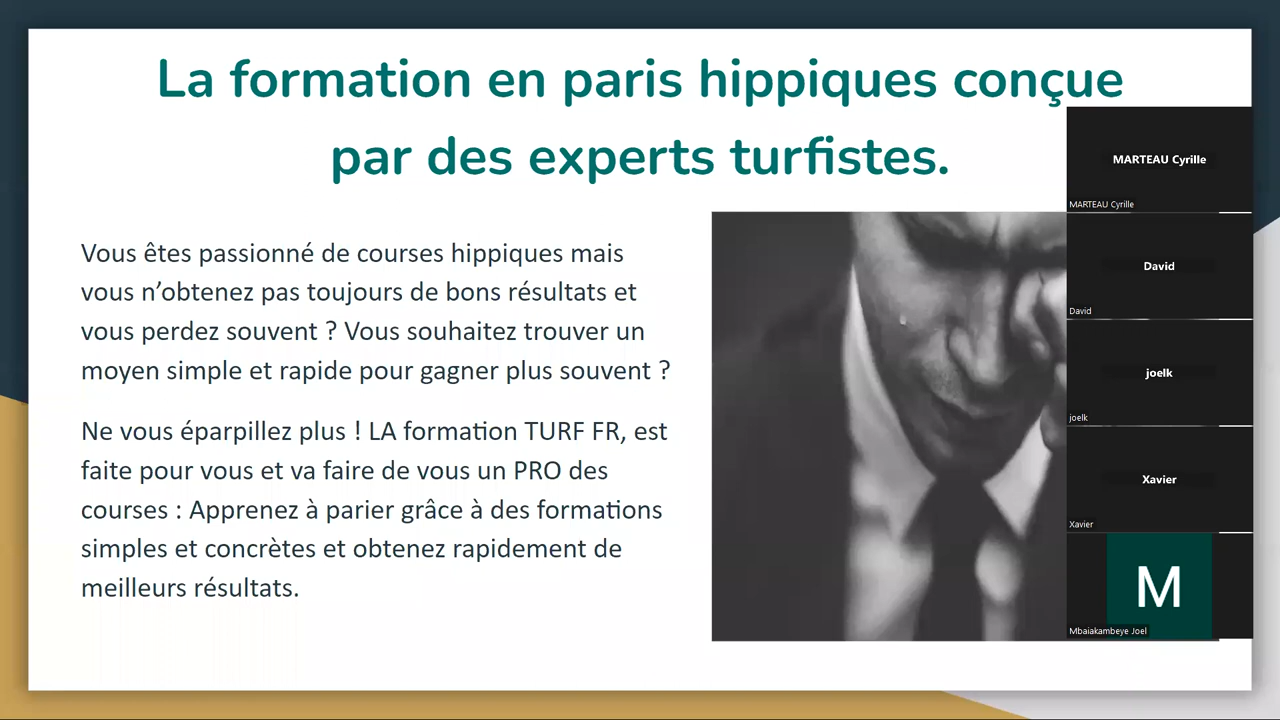 La formation en paris hippiques conçue
par des experts turfistes.
Vous êtes passionné de courses hippiques mais
vous n’obtenez pas toujours de bons résultats et
vous perdez souvent ? Vous souhaitez trouver un
moyen simple et rapide pour gagner plus souvent ?
Ne vous éparpillez plus ! LA formation TURF FR, est
faite pour vous et va faire de vous un PRO des
courses : Apprenez à parier grâce à des formations
simples et concrètes et obtenez rapidement de
meilleurs résultats.
MARTEAU Cyrille
MARTEAU Cyrille
David
David
joelk
joelk
Xavier
Xavier
M
Mbaiakambeye Joel